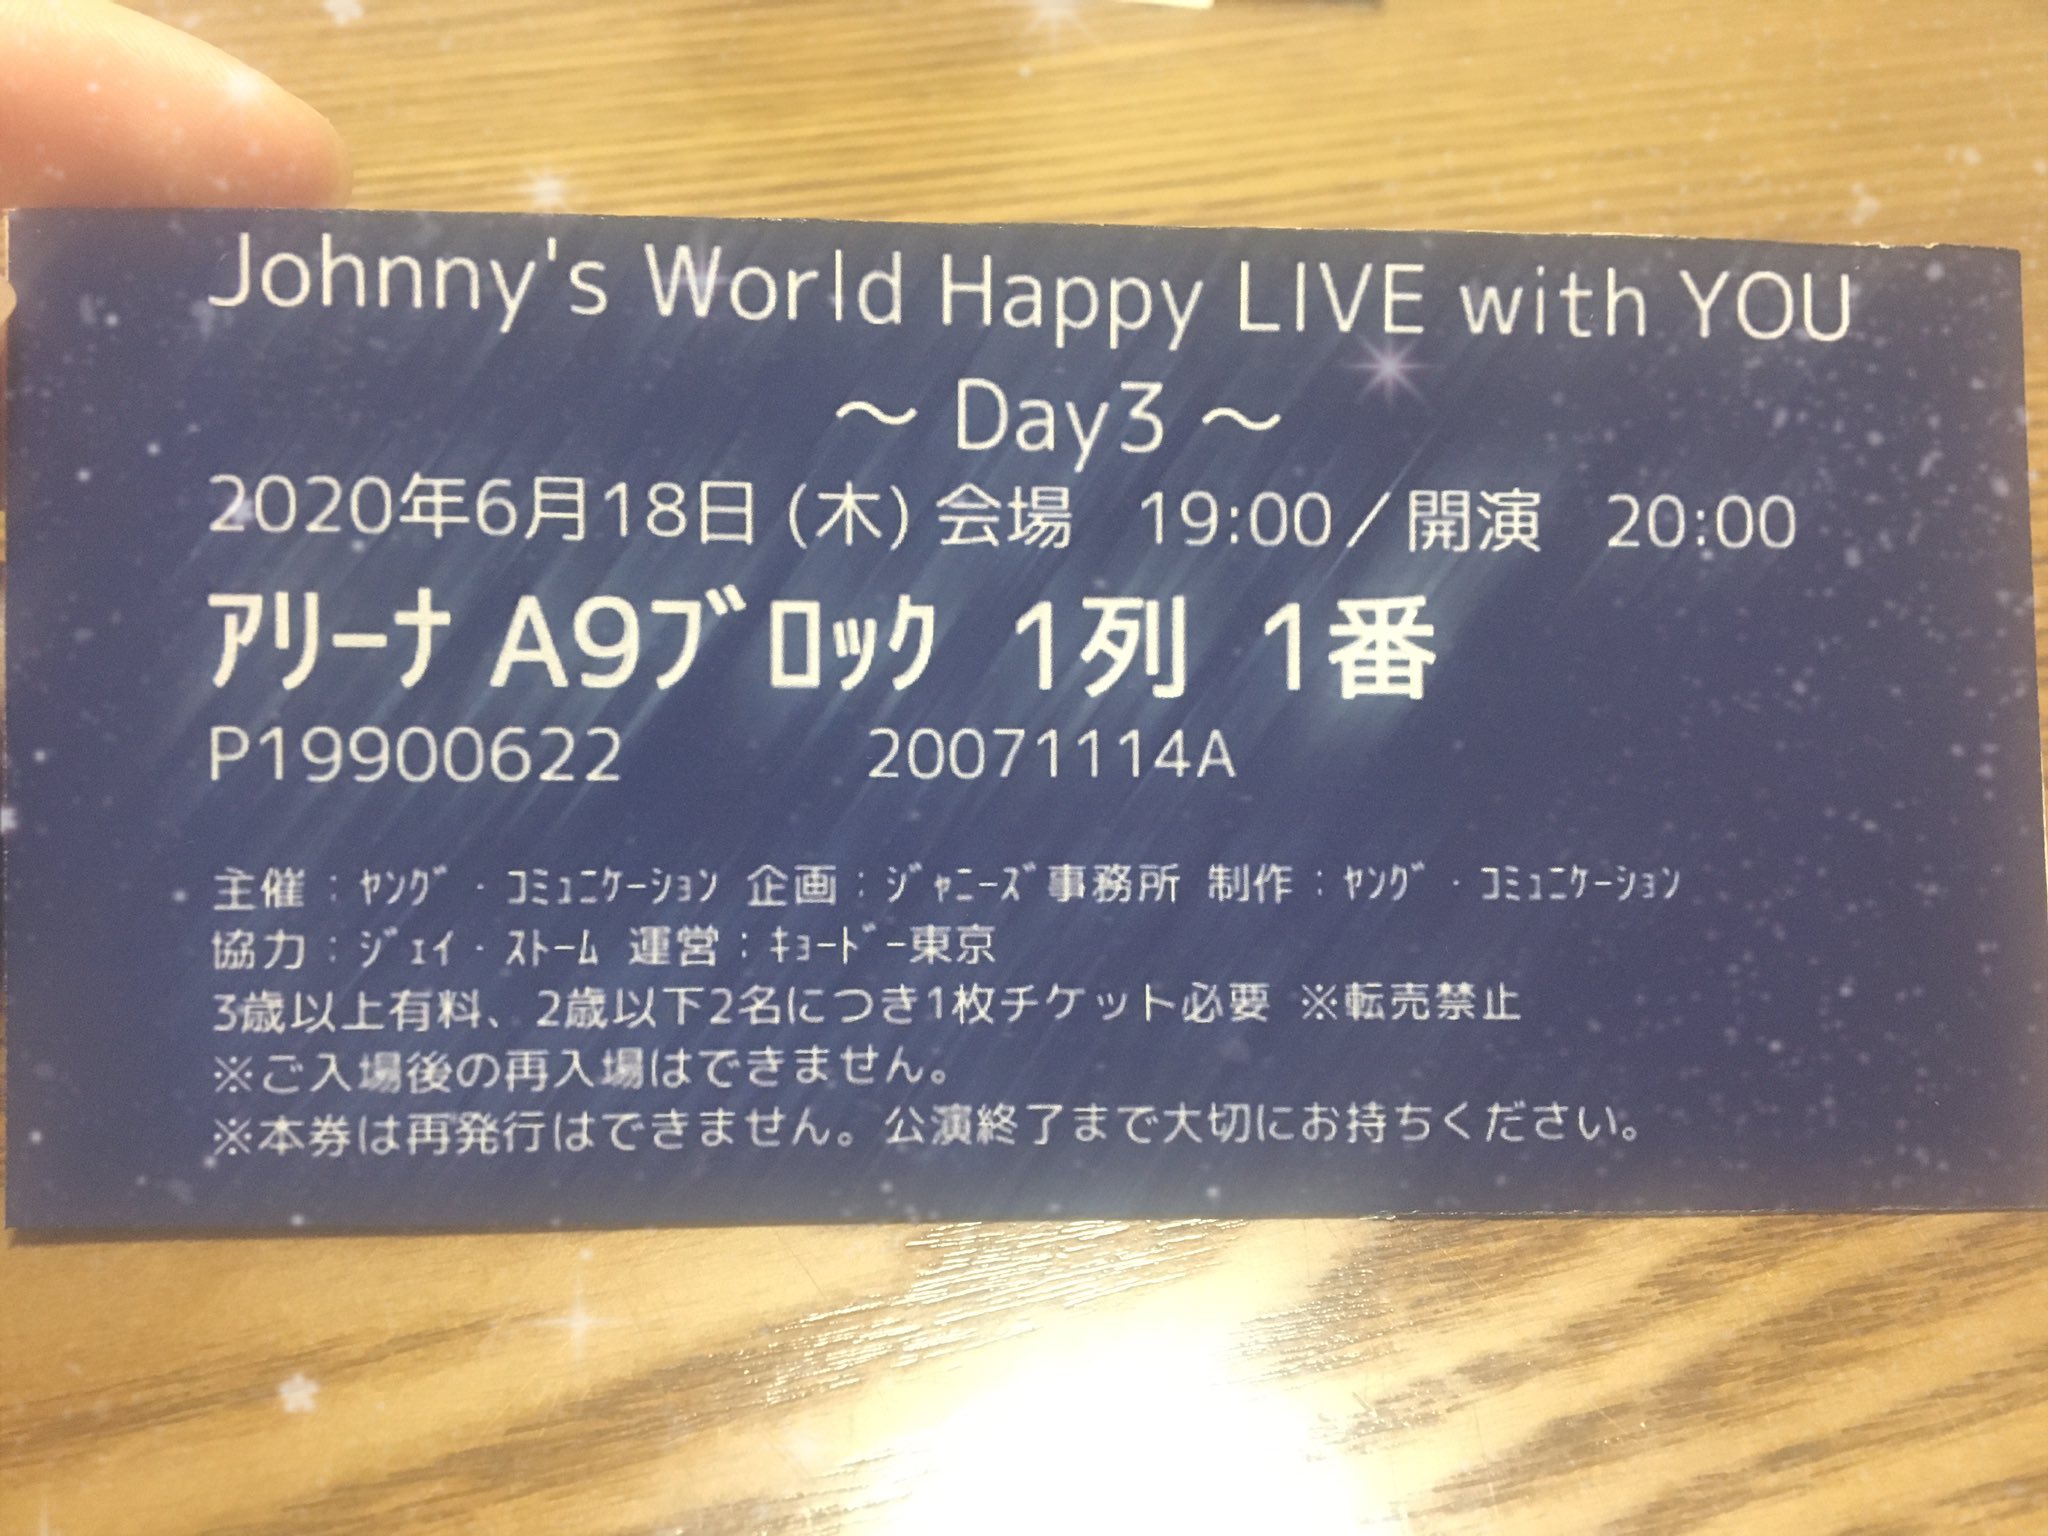 Johnny's World Happy LIVE with YOU
～ Day3 ～
2020年6月18日 (木) 会場　19:00／開演　20:00
ｱﾘｰﾅ A9ﾌﾞﾛｯｸ 1列 1番
P19900622　20071114A
主催：ﾔﾝｸﾞ・ｺﾐｭﾆｹｰｼｮﾝ 企画：ｼﾞｬﾆｰｽﾞ事務所 制作：ﾔﾝｸﾞ・ｺﾐｭﾆｹｰｼｮﾝ
協力：ｼﾞｪｲ・ｽﾄｰﾑ 運営：ｷｮｰﾄﾞｰ東京
3歳以上有料、2歳以下2名につき1枚チケット必要 ※転売禁止
※ご入場後の再入場はできません。
※本券は再発行はできません。公演終了まで大切にお持ちください。